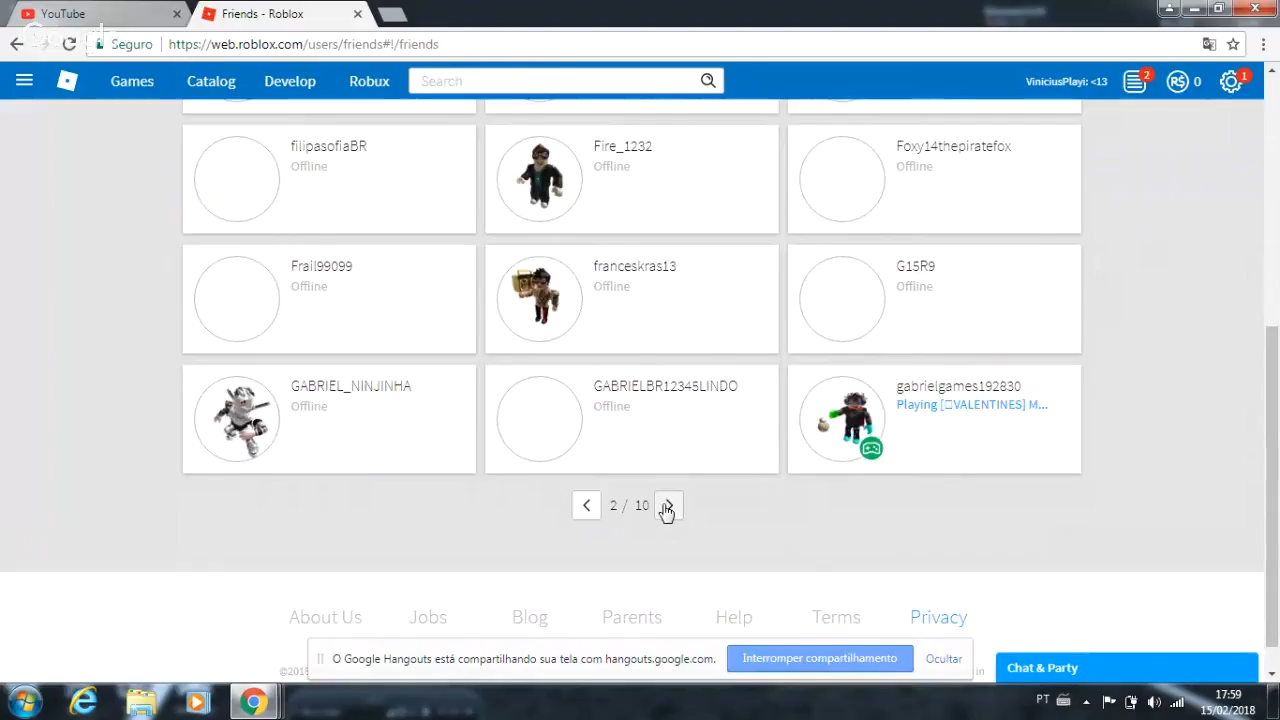 YouTube
Friends - Roblox
Google
Seguro
https://web.roblox.com/users/friends#!/friends
Games
Catalog
Develop
Robux
Search
ViniciusPlayi: <13
2
R$
0
1
filipasofiaBR
Offline
Fire_1232
Offline
Foxy14thepiratefox
Offline
Frail99099
Offline
franceskras13
Offline
G15R9
Offline
GABRIEL_NINJINHA
Offline
GABRIELBR12345LINDO
Offline
gabrielgames192830
Playing [▯VALENTINES] M...
2 / 10
About Us
Jobs
Blog
Parents
Help
Terms
Privacy
©201
O Google Hangouts está compartilhando sua tela com hangouts.google.com.
Interromper compartilhamento
Ocultar
in
Chat & Party
PT
17:59
15/02/2018